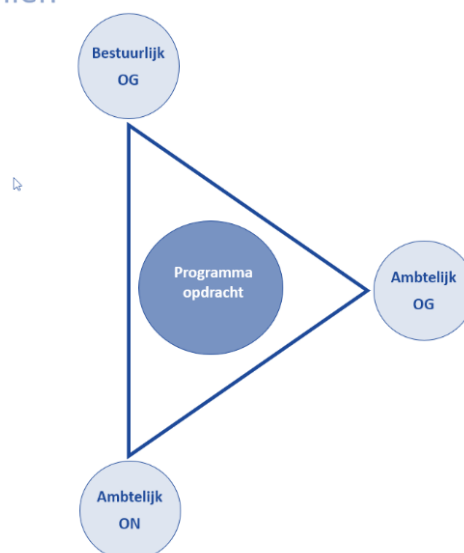 Bestuurlijk
OG
Programma
opdracht
Ambtelijk
OG
Ambtelijk
ON